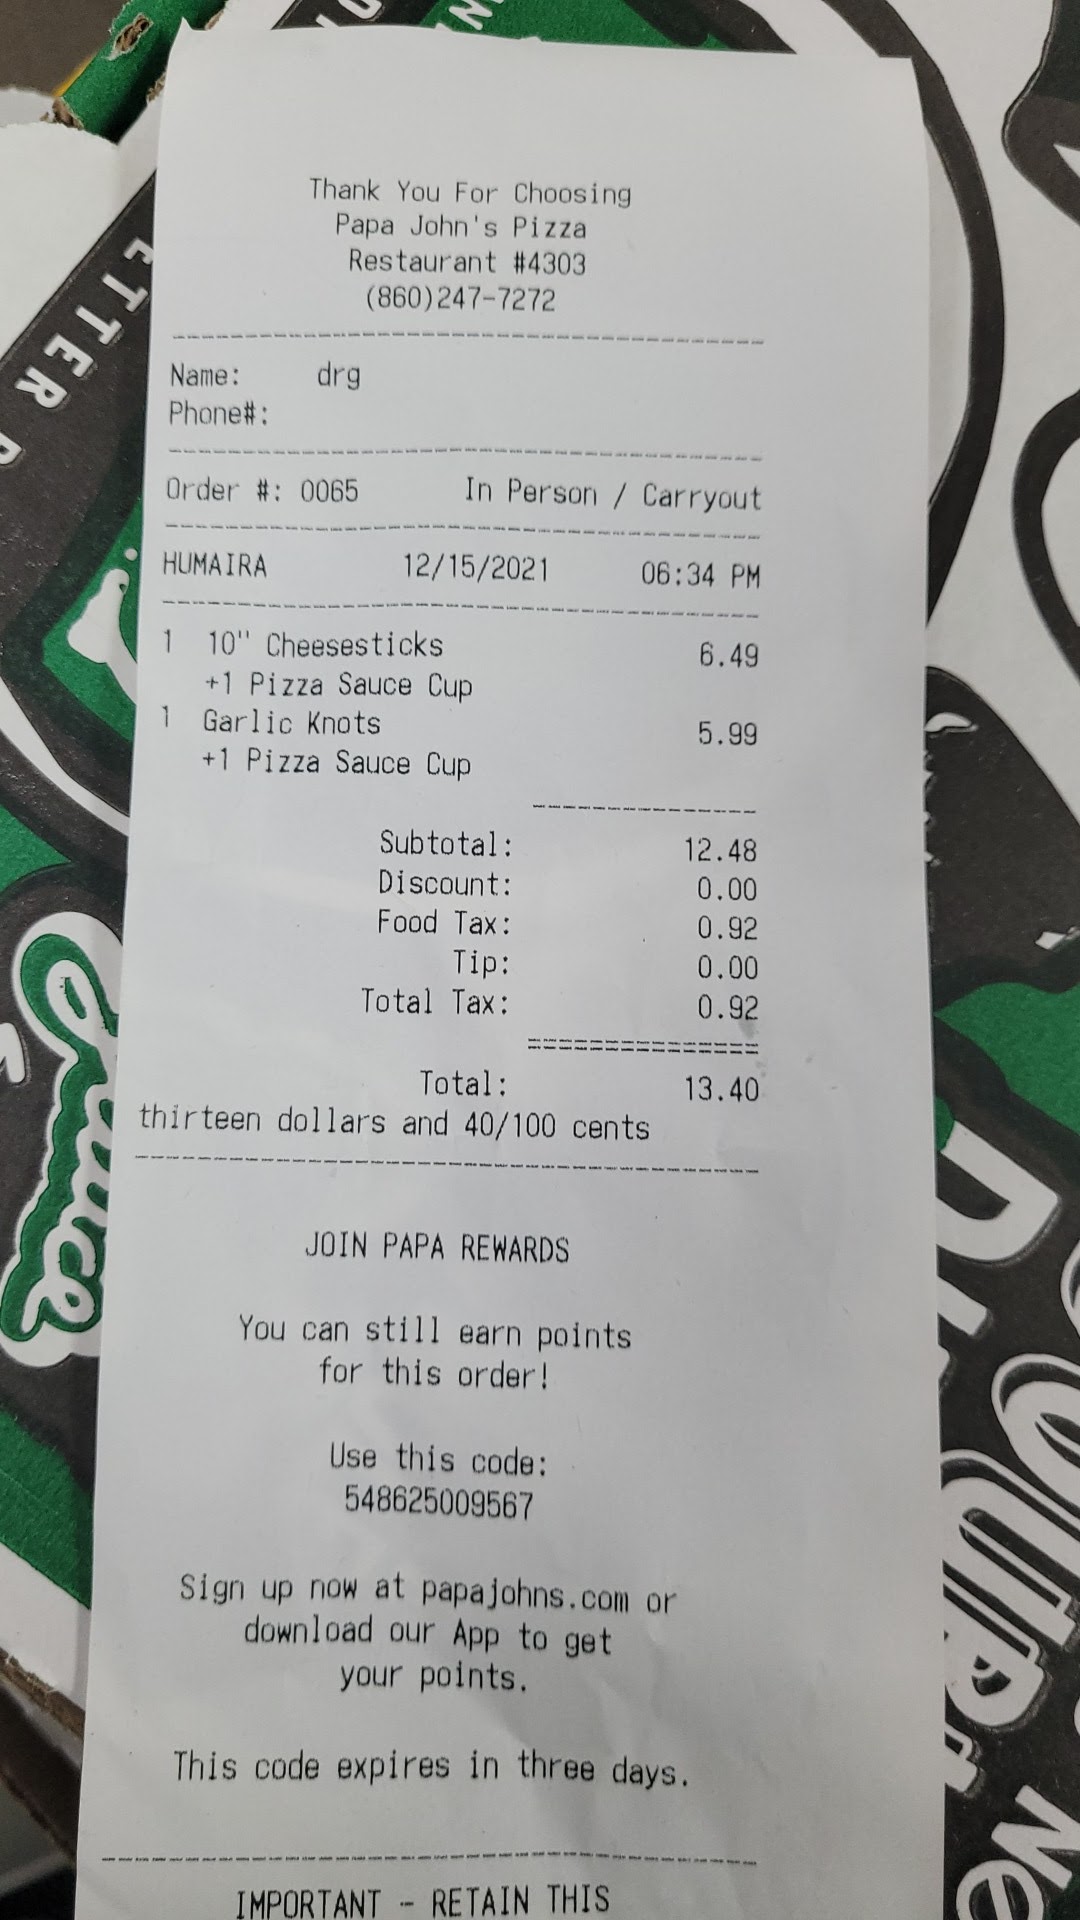 Thank You For Choosing
Papa John's Pizza
Restaurant #4303
(860)247-7272
Name: drg
Phone#:
Order #: 0065 In Person / Carryout
HUMAIRA 12/15/2021 06:34 PM
1 10" Cheesesticks 6.49
+1 Pizza Sauce Cup
1 Garlic Knots 5.99
+1 Pizza Sauce Cup
Subtotal: 12.48
Discount: 0.00
Food Tax: 0.92
Tip: 0.00
Total Tax: 0.92
Total: 13.40
thirteen dollars and 40/100 cents
JOIN PAPA REWARDS
You can still earn points
for this order!
Use this code:
548625009567
Sign up now at papajohns.com or
download our App to get
your points.
This code expires in three days.
IMPORTANT - RETAIN THIS